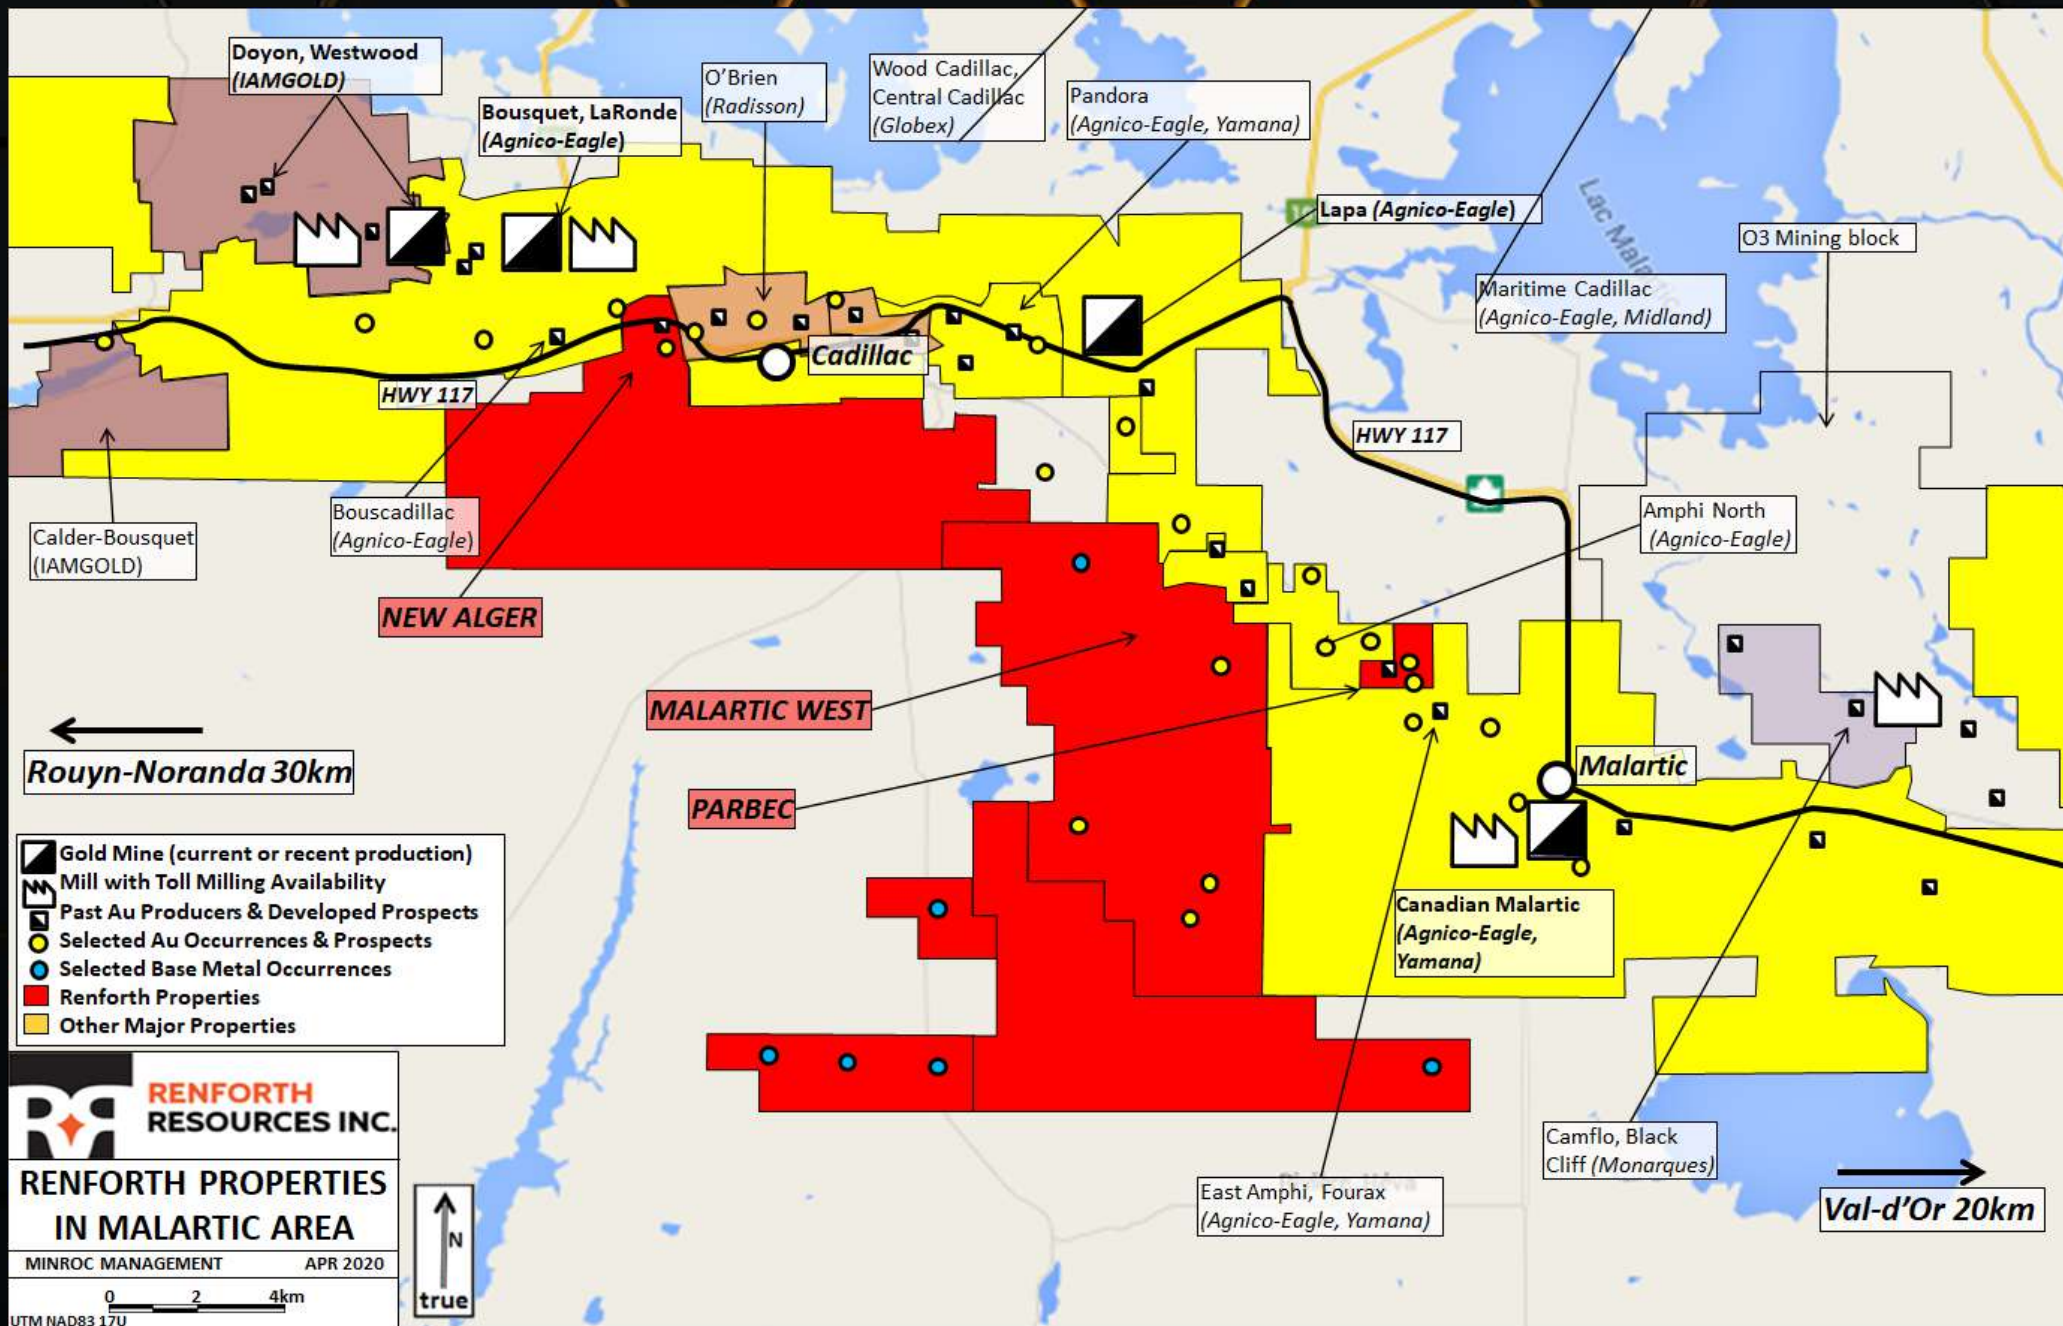 Doyon, Westwood
(IAMGOLD)
Bousquet, LaRonde
(Agnico-Eagle)
O'Brien
(Radisson)
Wood Cadillac,
Central Cadillac
(Globex)
Pandora
(Agnico-Eagle, Yamana)
Lapa (Agnico-Eagle)
Lac Malartic
O3 Mining block
Maritime Cadillac
(Agnico-Eagle, Midland)
Cadillac
HWY 117
HWY 117
Bouscadillac
(Agnico-Eagle)
Calder-Bousquet
(IAMGOLD)
Amphi North
(Agnico-Eagle)
NEW ALGER
MALARTIC WEST
PARBEC
Rouyn-Noranda 30km
Malartic
Canadian Malartic
(Agnico-Eagle,
Yamana)
Gold Mine (current or recent production)
Mill with Toll Milling Availability
Past Au Producers & Developed Prospects
Selected Au Occurrences & Prospects
Selected Base Metal Occurrences
Renforth Properties
Other Major Properties
RENFORTH
RESOURCES INC.
RENFORTH PROPERTIES
IN MALARTIC AREA
MINROC MANAGEMENT APR 2020
0 2 4km
UTM NAD83 17U
N
true
East Amphi, Fourax
(Agnico-Eagle, Yamana)
Camflo, Black
Cliff (Monarques)
Val-d'Or 20km